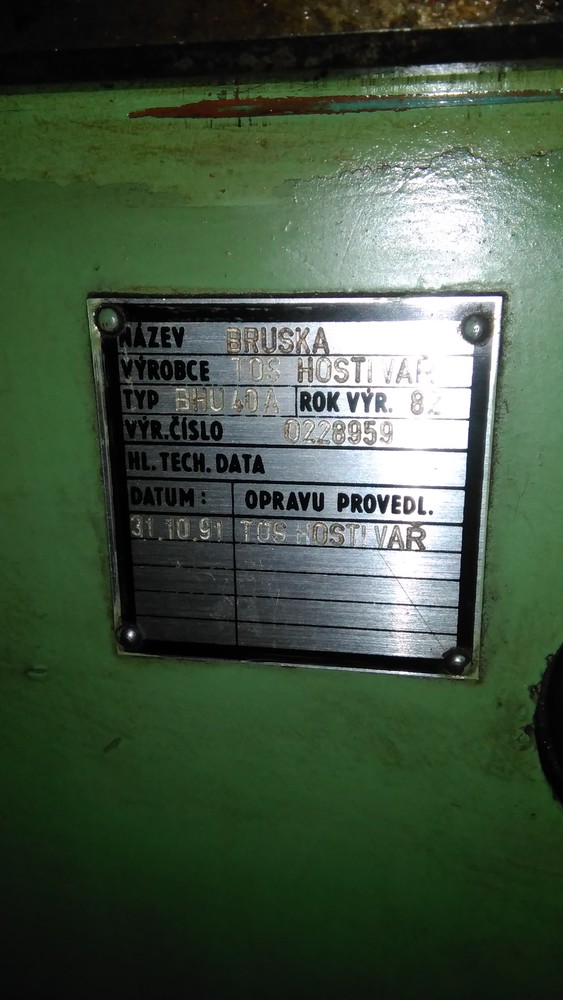 NÁZEV BRUSKA
VÝROBCE TOS HOSTIVAŘ
TYP BHU 40 A ROK VÝR. 82
VÝR.ČÍSLO 0228959
HL. TECH. DATA
DATUM: OPRAVU PROVEDL.
31.10.91 TOS HOSTIVAŘ